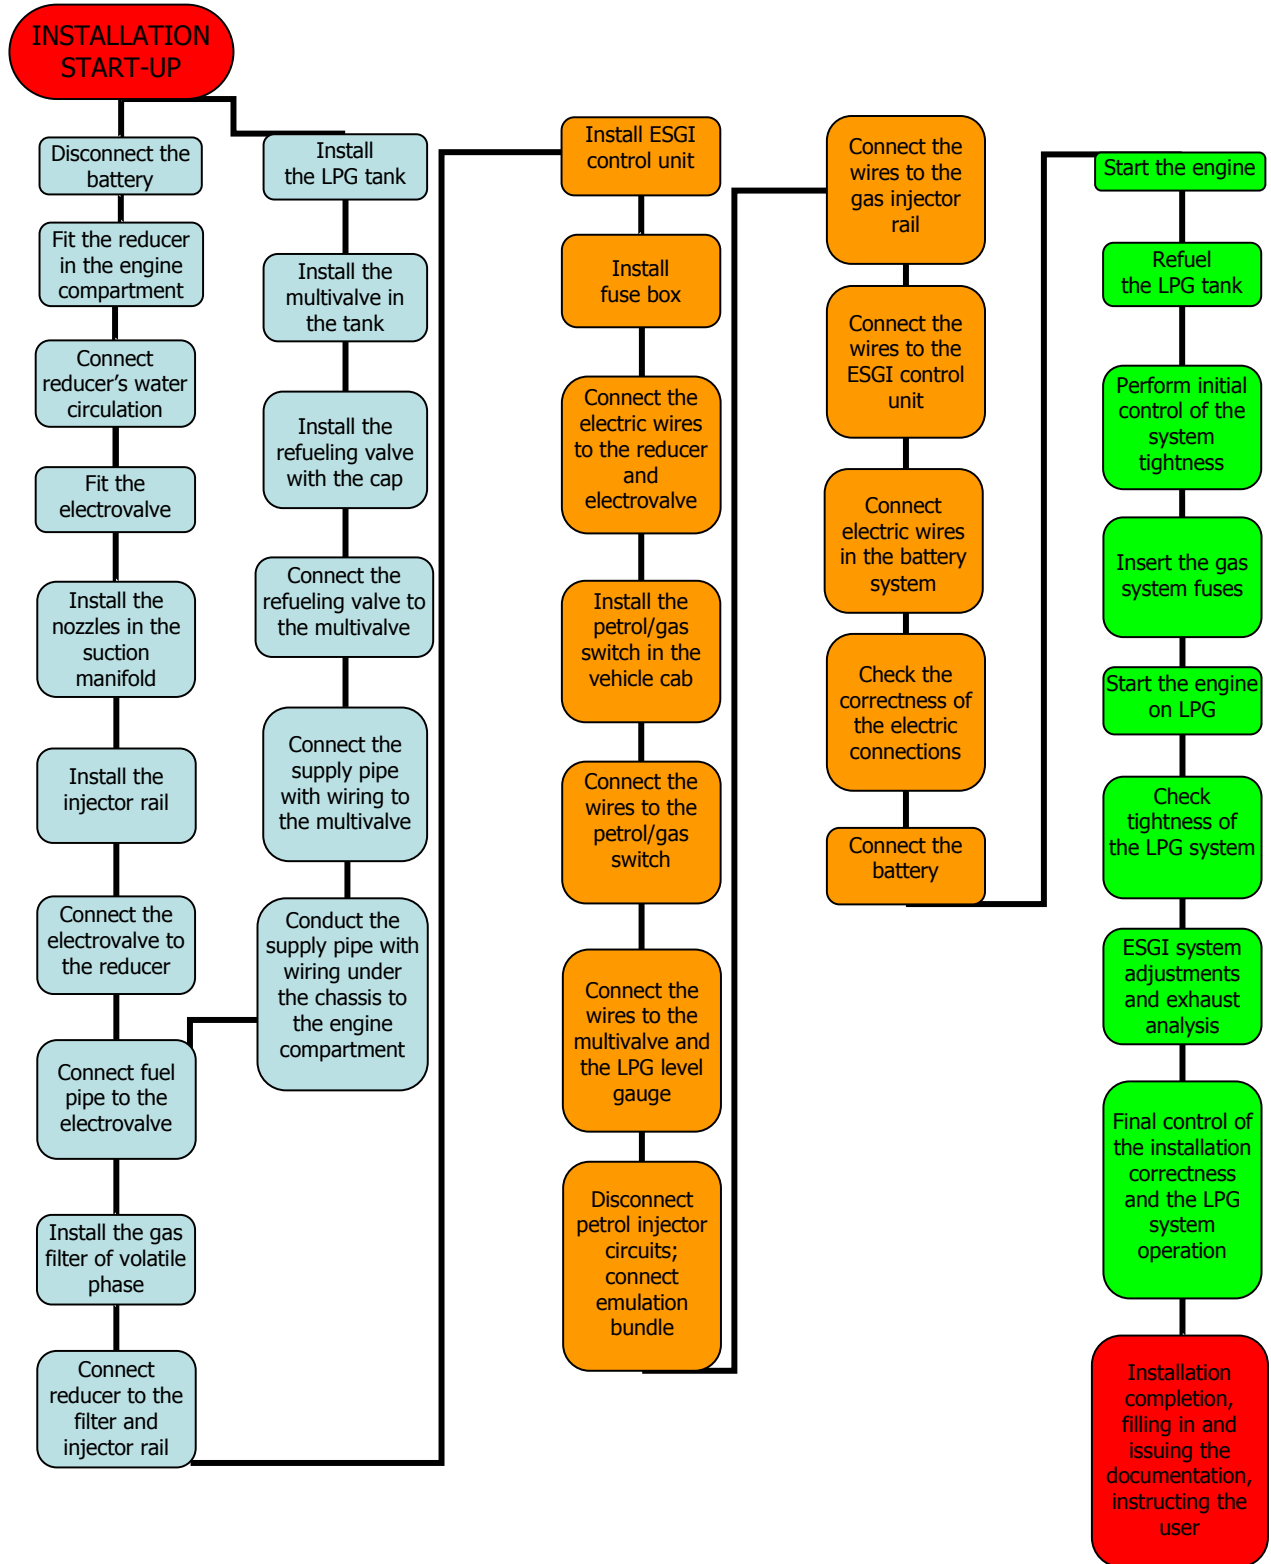 INSTALLATION
START-UP
Disconnect the
battery
Fit the reducer
in the engine
compartment
Connect
reducer’s water
circulation
Fit the
electrovalve
Install the
nozzles in the
suction
manifold
Install the
injector rail
Connect the
electrovalve to
the reducer
Connect fuel
pipe to the
electrovalve
Install the gas
filter of volatile
phase
Connect
reducer to the
filter and
injector rail
Install
the LPG tank
Install the
multivalve in
the tank
Install the
refueling valve
with the cap
Connect the
refueling valve to
the multivalve
Connect the
supply pipe
with wiring to
the multivalve
Conduct the
supply pipe with
wiring under
the chassis to
the engine
compartment
Install ESGI
control unit
Install
fuse box
Connect the
electric wires
to the reducer
and
electrovalve
Install the
petrol/gas
switch in the
vehicle cab
Connect the
wires to the
petrol/gas
switch
Connect the
wires to the
multivalve and
the LPG level
gauge
Disconnect
petrol injector
circuits;
connect
emulation
bundle
Connect the
wires to the
gas injector
rail
Connect the
wires to the
ESGI control
unit
Connect
electric wires
in the battery
system
Check the
correctness of
the electric
connections
Connect the
battery
Start the engine
Refuel
the LPG tank
Perform initial
control of the
system
tightness
Insert the gas
system fuses
Start the engine
on LPG
Check
tightness of
the LPG system
ESGI system
adjustments
and exhaust
analysis
Final control of
the installation
correctness
and the LPG
system
operation
Installation
completion,
filling in and
issuing the
documentation,
instructing the
user